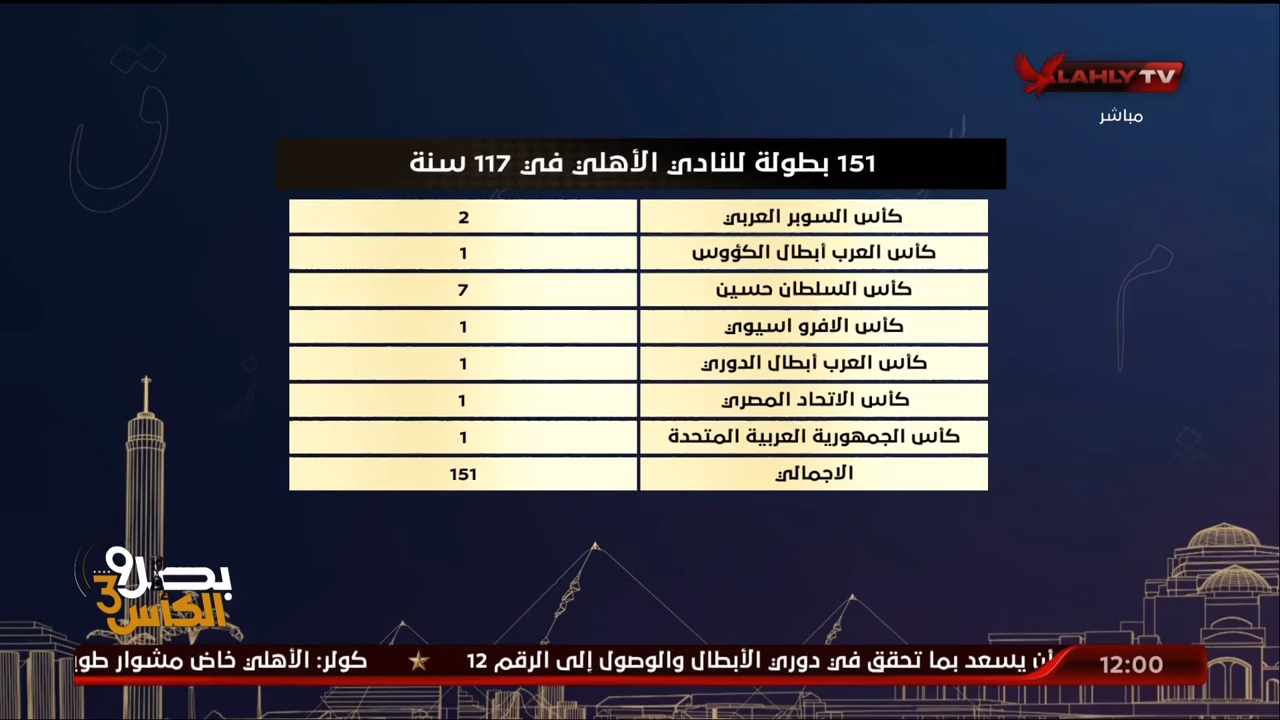 LAHLY TV
مباشر
151 بطولة للنادي الأهلي في 117 سنة
كأس السوبر العربي 2
كأس العرب أبطال الكؤوس 1
كأس السلطان حسين 7
كأس الافرو اسيوي 1
كأس العرب أبطال الدوري 1
كأس الاتحاد المصري 1
كأس الجمهورية العربية المتحدة 1
الاجمالي 151
الكأس
12:00 أن يسعد بما تحقق في دوري الأبطال والوصول إلى الرقم 12 ★ كولر: الأهلي خاض مشوار